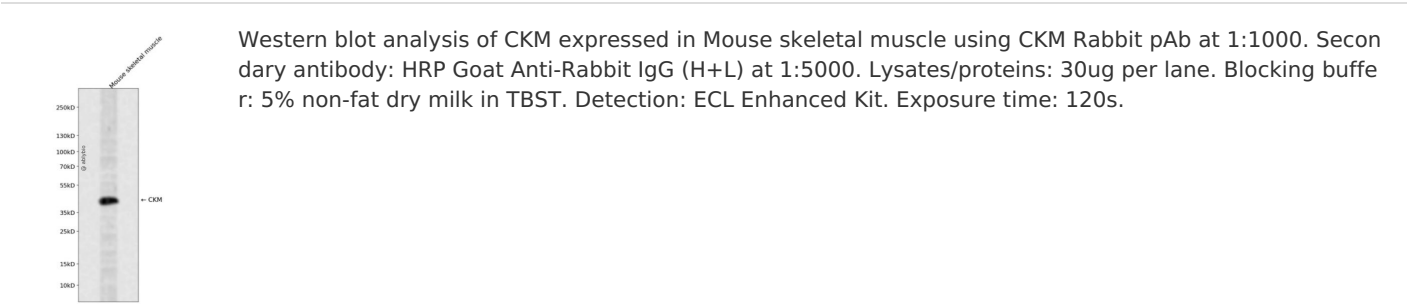 Western blot analysis of CKM expressed in Mouse skeletal muscle using CKM Rabbit pAb at 1:1000. Secon
dary antibody: HRP Goat Anti-Rabbit IgG (H+L) at 1:5000. Lysates/proteins: 30ug per lane. Blocking buffe
r: 5% non-fat dry milk in TBST. Detection: ECL Enhanced Kit. Exposure time: 120s.
Mouse skeletal muscle
250kD
130kD
100kD
70kD
55kD
← CKM
35kD
25kD
15kD
10kD